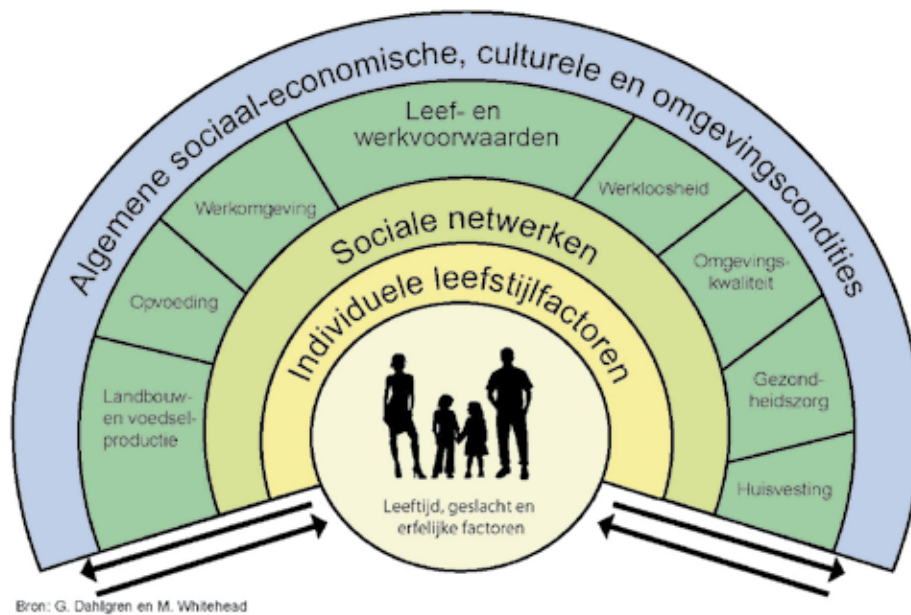 Algemene sociaal-economische, culturele en omgevingscondities
Leef- en
werkvoorwaarden
Werkomgeving
Werkloosheid
Opvoeding
Omgevings-
kwaliteit
Landbouw-
en voedsel-
productie
Gezond-
heidszorg
Huisvesting
Sociale netwerken
Individuele leefstijlfactoren
Leeftijd, geslacht en
erfelijke factoren
Bron: G. Dahlgren en M. Whitehead